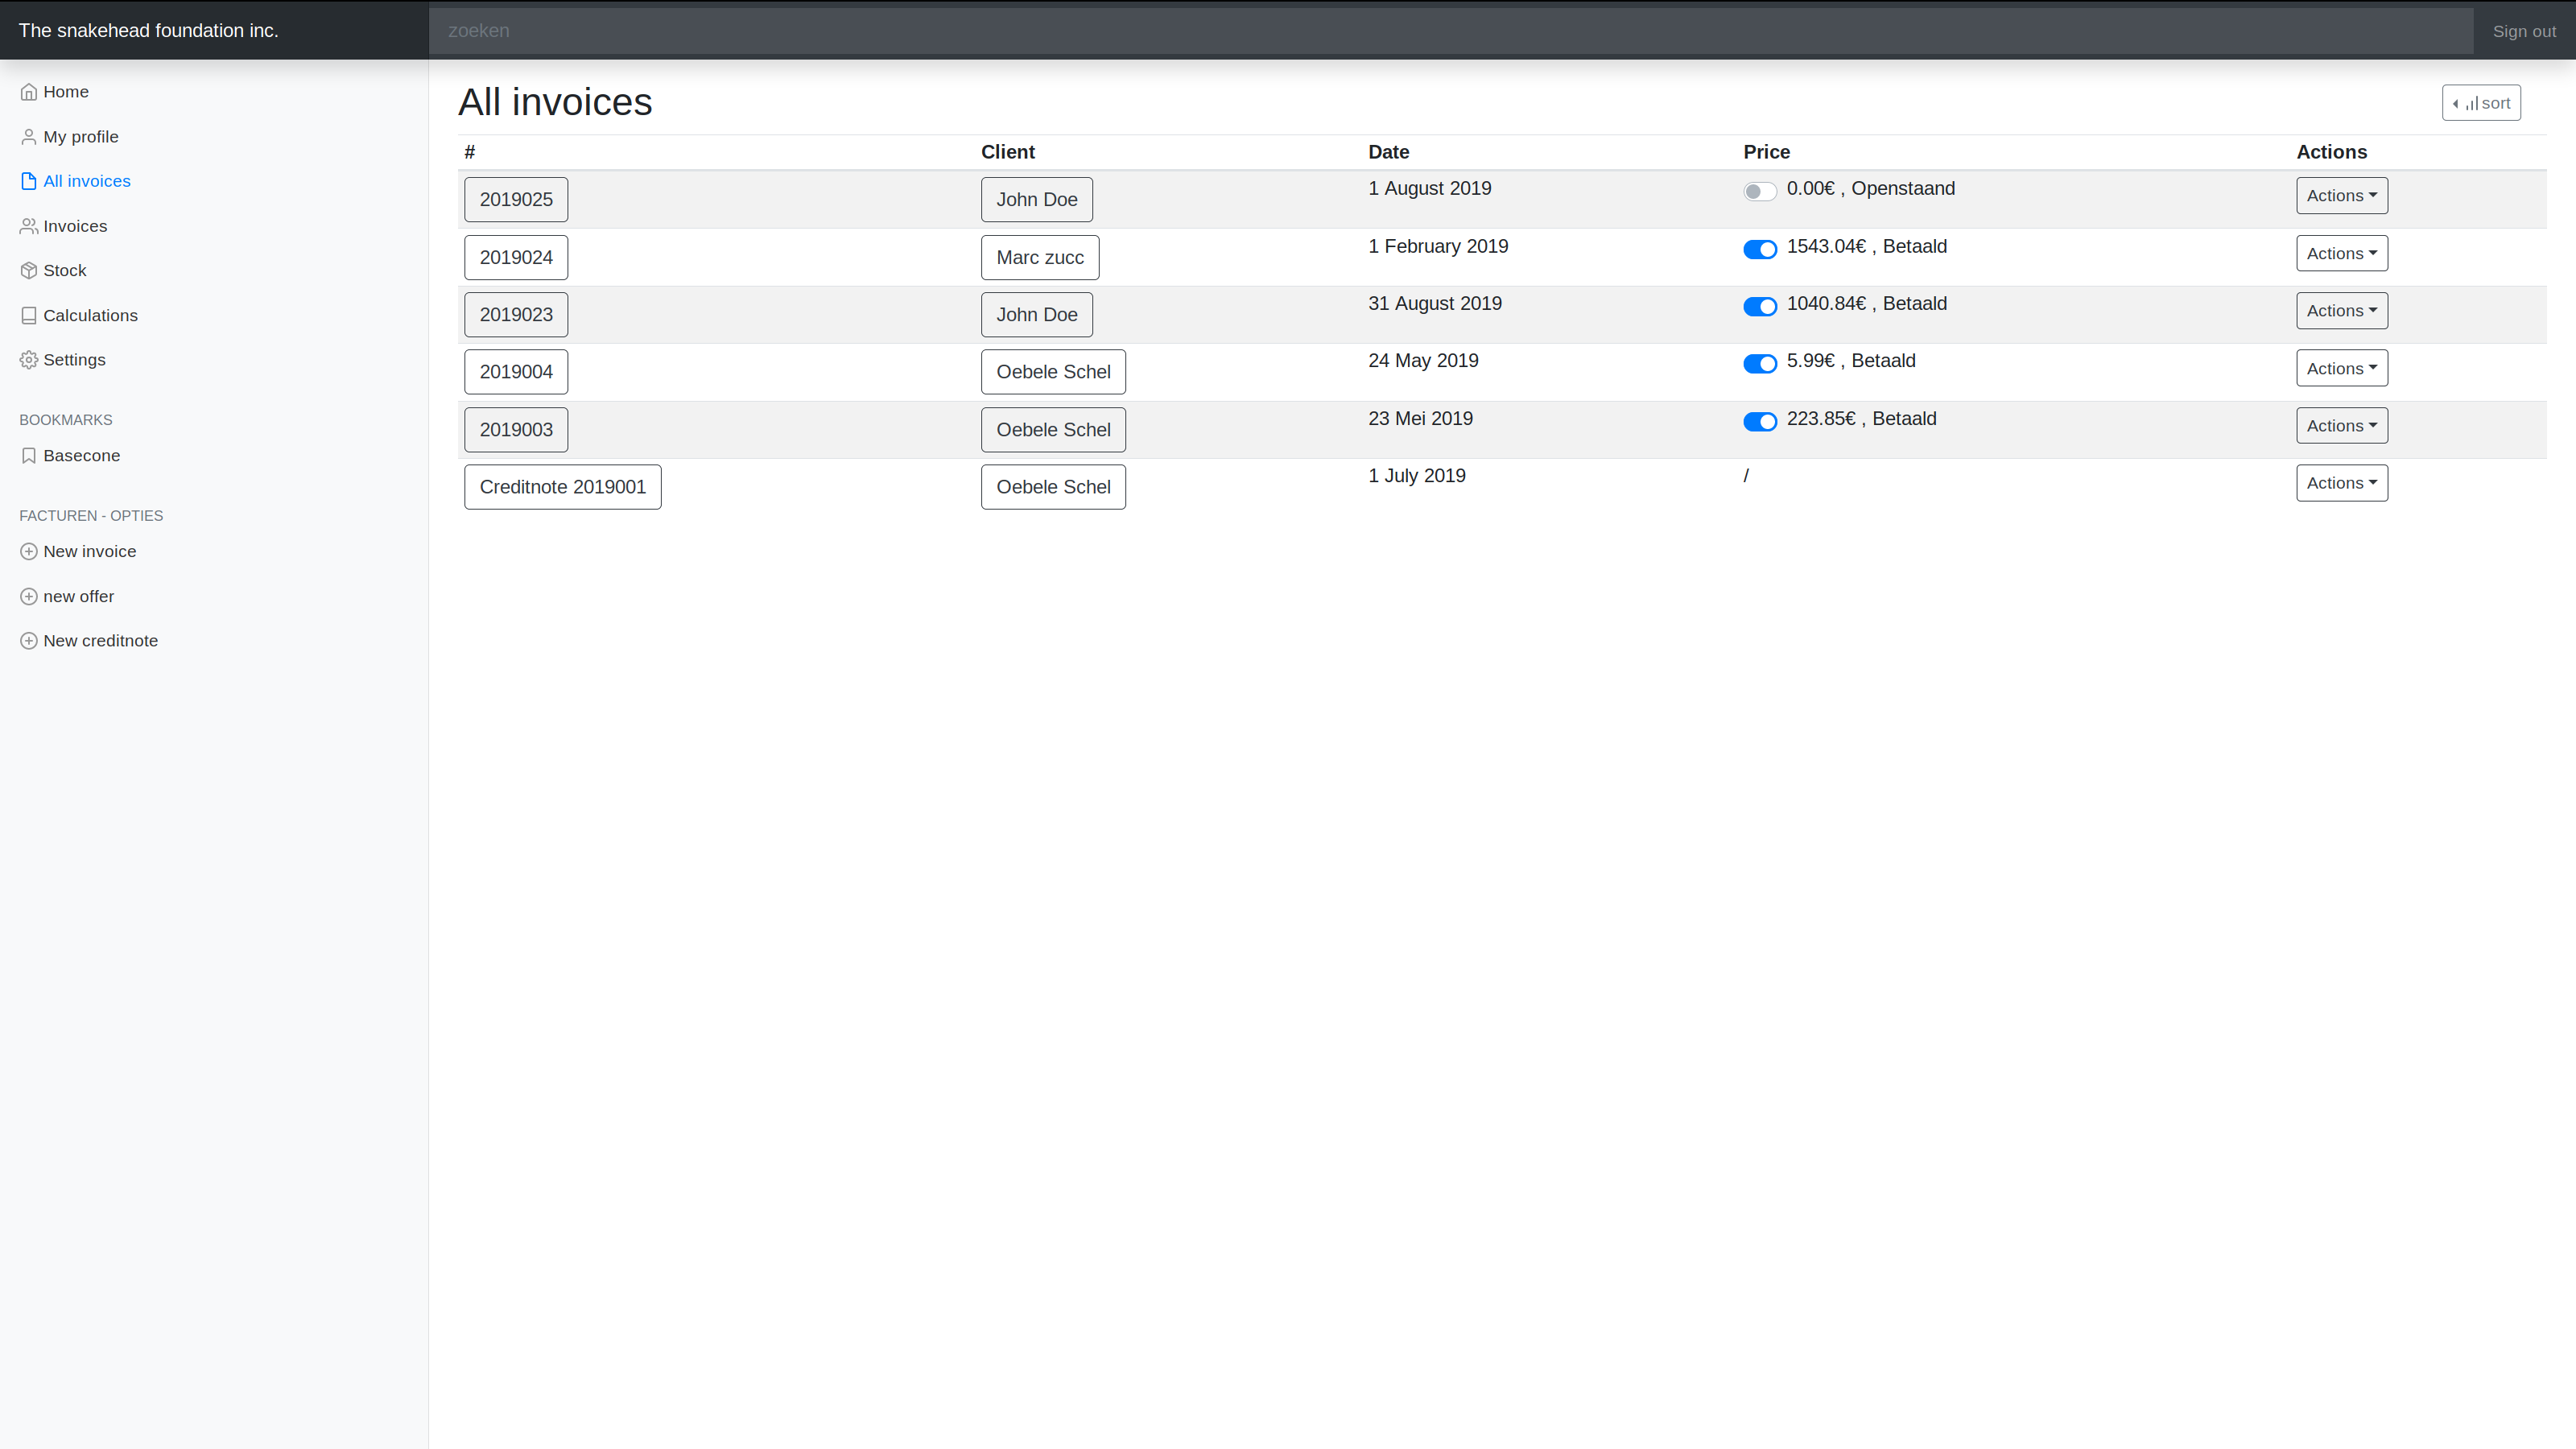 The snakehead foundation inc.
zoeken
Sign out
Home
My profile
All invoices
Invoices
Stock
Calculations
Settings
BOOKMARKS
Basecone
FACTUREN - OPTIES
New invoice
new offer
New creditnote
All invoices
sort
# Client Date Price Actions
2019025 John Doe 1 August 2019 0.00€ , Openstaand Actions
2019024 Marc zucc 1 February 2019 1543.04€ , Betaald Actions
2019023 John Doe 31 August 2019 1040.84€ , Betaald Actions
2019004 Oebele Schel 24 May 2019 5.99€ , Betaald Actions
2019003 Oebele Schel 23 Mei 2019 223.85€ , Betaald Actions
Creditnote 2019001 Oebele Schel 1 July 2019 / Actions